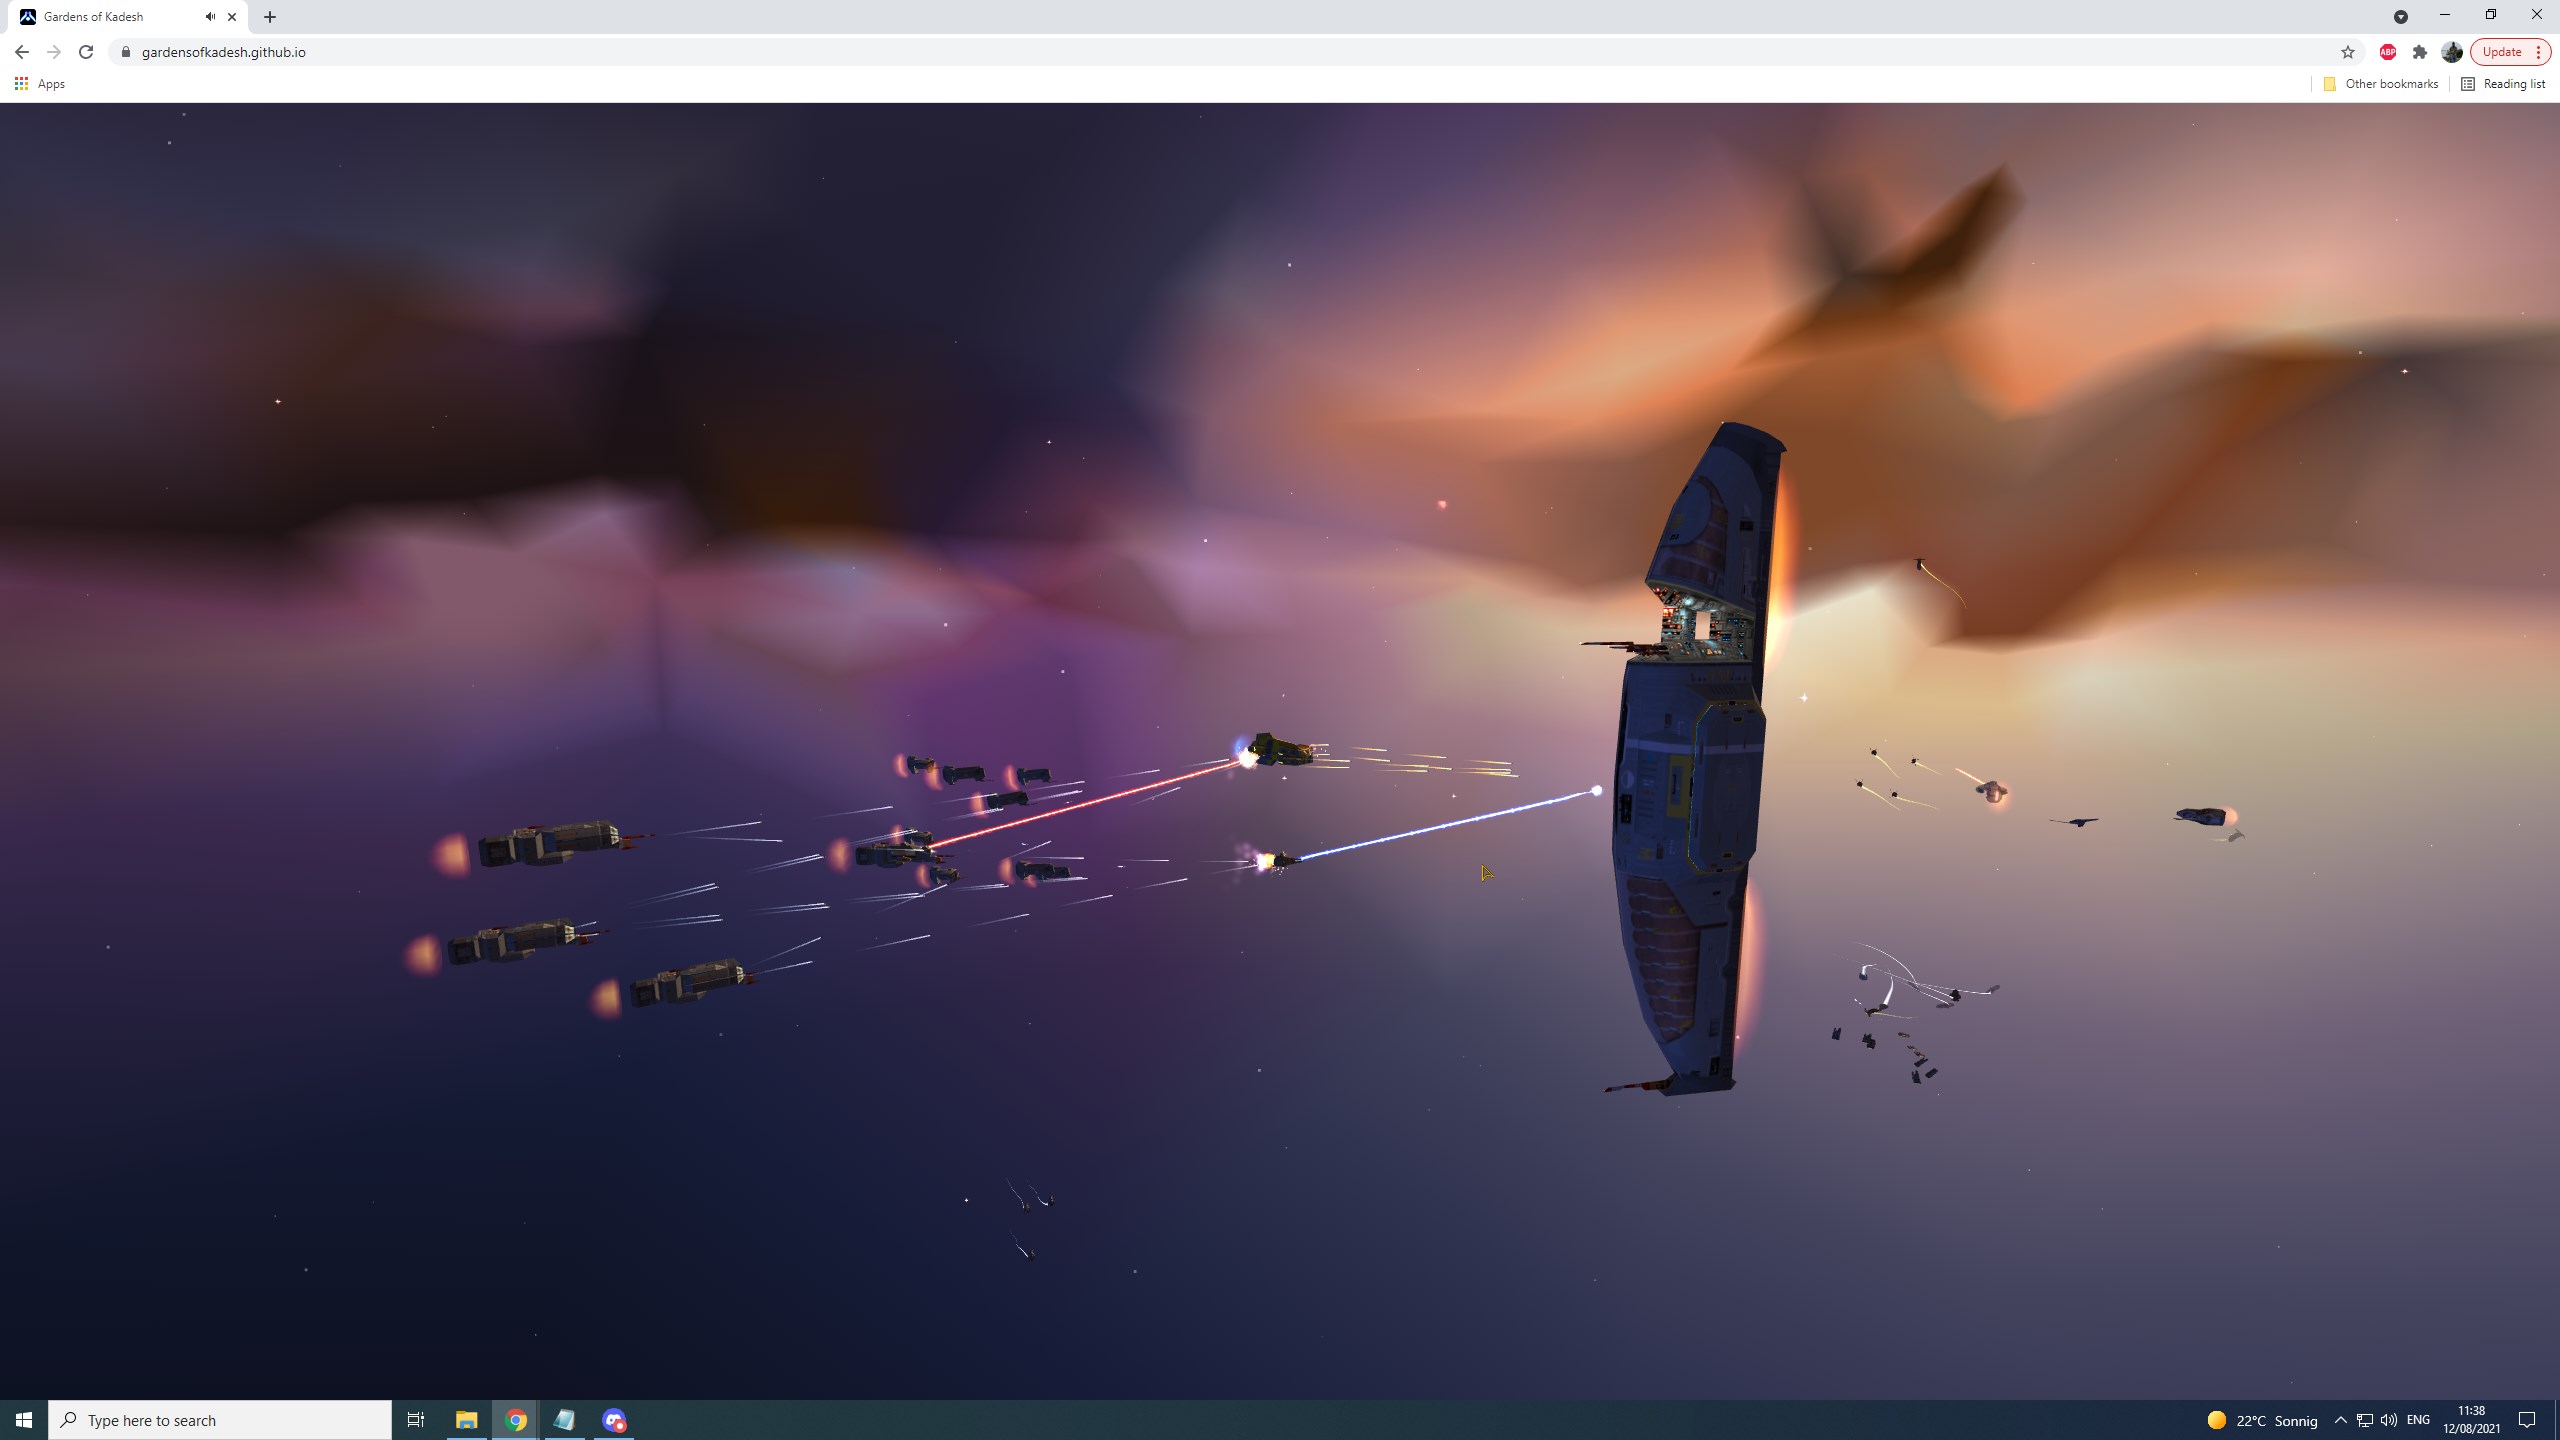 Gardens of Kadesh
gardensofkadesh.github.io
ABP
Update
Apps
Other bookmarks
Reading list
Type here to search
22°C Sonnig
ENG
11:38
12/08/2021